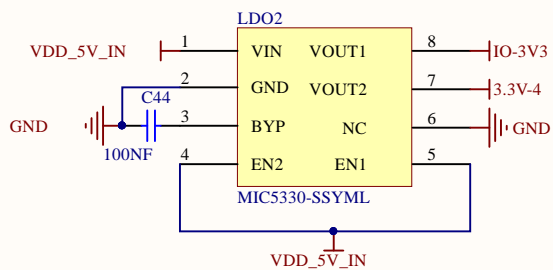 LDO2
VDD_5V_IN 1 VIN VOUT1 8 IO-3V3
2 GND VOUT2 7 3.3V-4
C44
GND 3 BYP NC 6 GND
100NF
4 EN2 EN1 5
MIC5330-SSYML
VDD_5V_IN